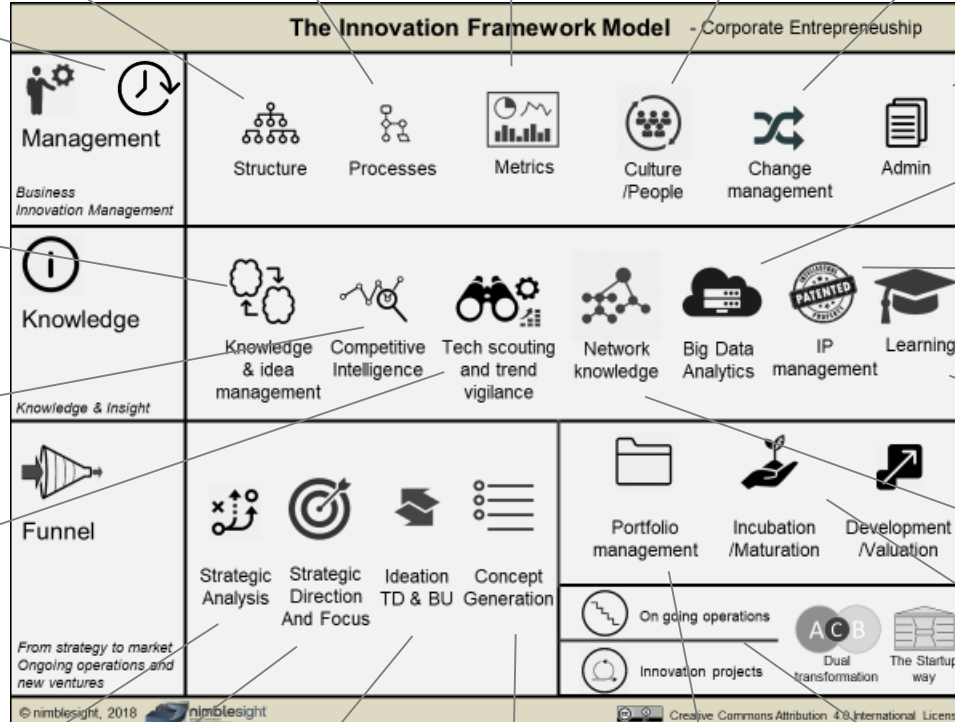 The Innovation Framework Model - Corporate Entrepreneurship
Management
Business
Innovation Management
Structure
Processes
Metrics
Culture
/People
Change
management
Admin
Knowledge
Knowledge & Insight
Knowledge
& idea
management
Competitive
Intelligence
Tech scouting
and trend
vigilance
Network
knowledge
Big Data
Analytics
INTELLECTUAL
PATENTED
PROPERTY
IP
management
Learning
Funnel
From strategy to market
Ongoing operations and
new ventures
Strategic
Analysis
Strategic
Direction
And Focus
Ideation
TD & BU
Concept
Generation
Portfolio
management
Incubation
/Maturation
Development
/Valuation
On going operations
Innovation projects
A C B
Dual
transformation
The Startup
way
© nimblesight, 2018
nimblesight
Creative Commons Attribution 4.0 International Licens